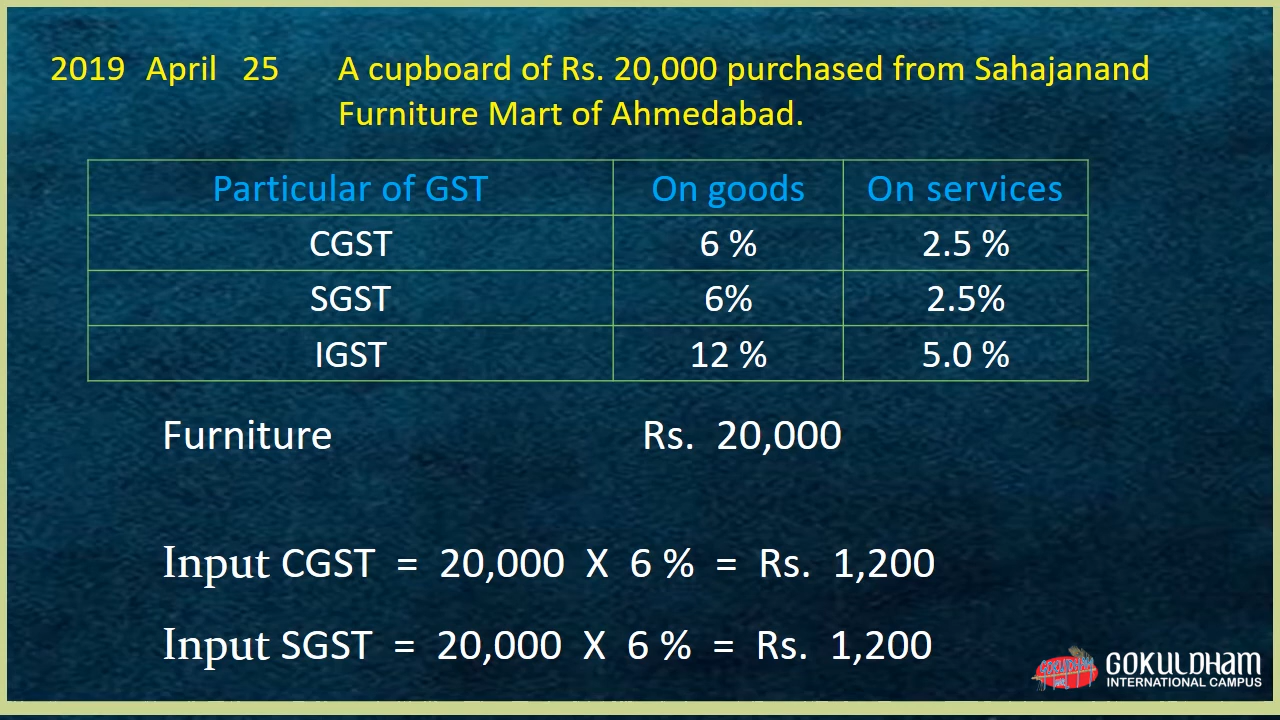 2019 April 25 A cupboard of Rs. 20,000 purchased from Sahajanand
Furniture Mart of Ahmedabad.
Particular of GST On goods On services
CGST 6 % 2.5 %
SGST 6% 2.5%
IGST 12 % 5.0 %
Furniture Rs. 20,000
Input CGST = 20,000 X 6 % = Rs. 1,200
Input SGST = 20,000 X 6 % = Rs. 1,200
GOKULDHAM
GOKULDHAM
INTERNATIONAL CAMPUS